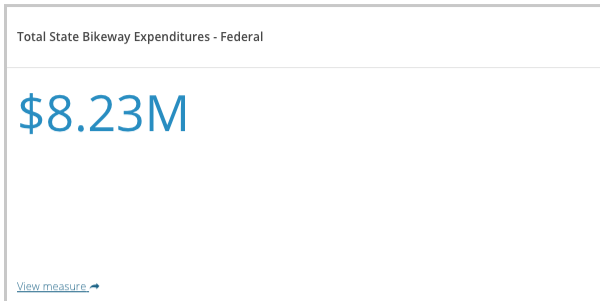 Total State Bikeway Expenditures - Federal
$8.23M
View measure